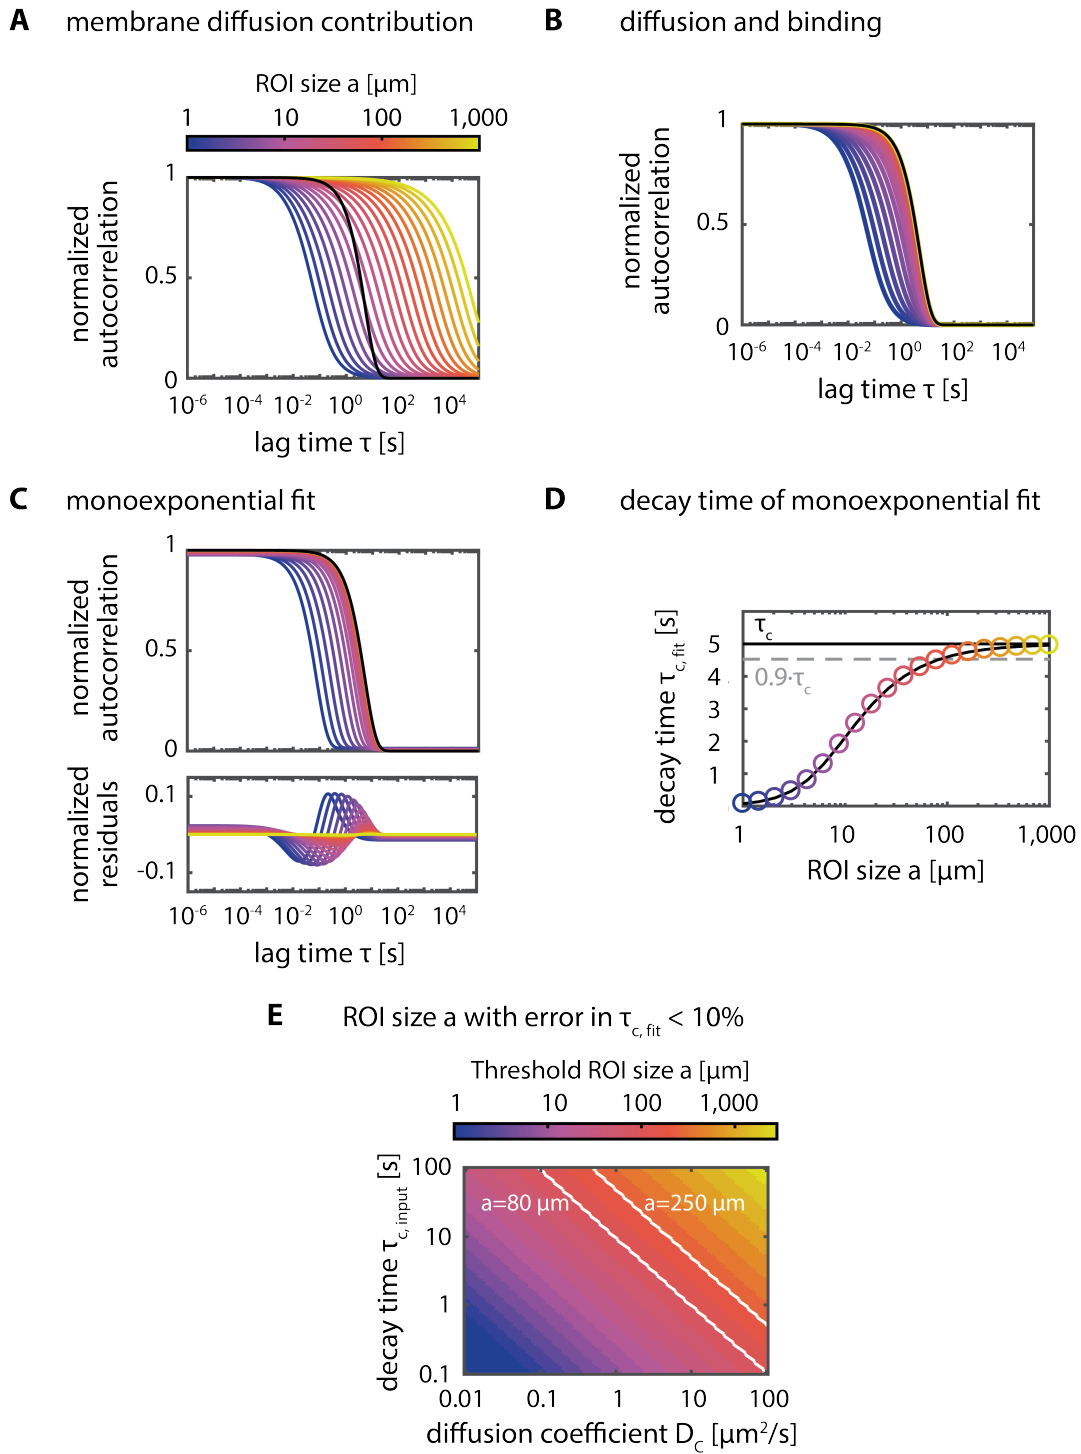 A membrane diffusion contribution
ROI size a [µm]
1 10 100 1,000
normalized
autocorrelation
1
0.5
0
10-6 10-4 10-2 100 102 104
lag time τ [s]
B diffusion and binding
normalized
autocorrelation
1
0.5
0
10-6 10-4 10-2 100 102 104
lag time τ [s]
C monoexponential fit
normalized
autocorrelation
1
0.5
0
normalized
residuals
0.1
-0.1
10-6 10-4 10-2 100 102 104
lag time τ [s]
D decay time of monoexponential fit
decay time τc, fit [s]
5
4
3
2
1
τc
0.9·τc
1 10 100 1,000
ROI size a [µm]
E ROI size a with error in τc, fit < 10%
Threshold ROI size a [µm]
1 10 100 1,000
decay time τc, input [s]
100
10
1
0.1
a=80 µm a=250 µm
0.01 0.1 1 10 100
diffusion coefficient DC [µm2/s]